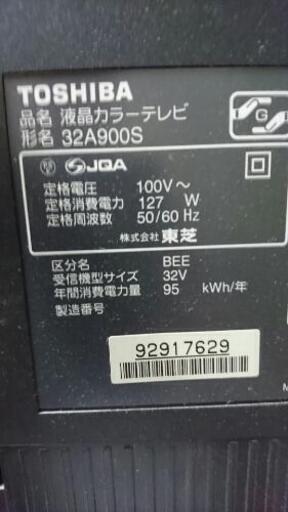 TOSHIBA
品名 液晶カラーテレビ
形名 32A900S
G
JQA
定格電圧 100V～
定格消費電力 127 W
定格周波数 50/60 Hz
株式会社 東芝
区分名 BEE
受信機型サイズ 32V
年間消費電力量 95 kWh/年
製造番号
92917629